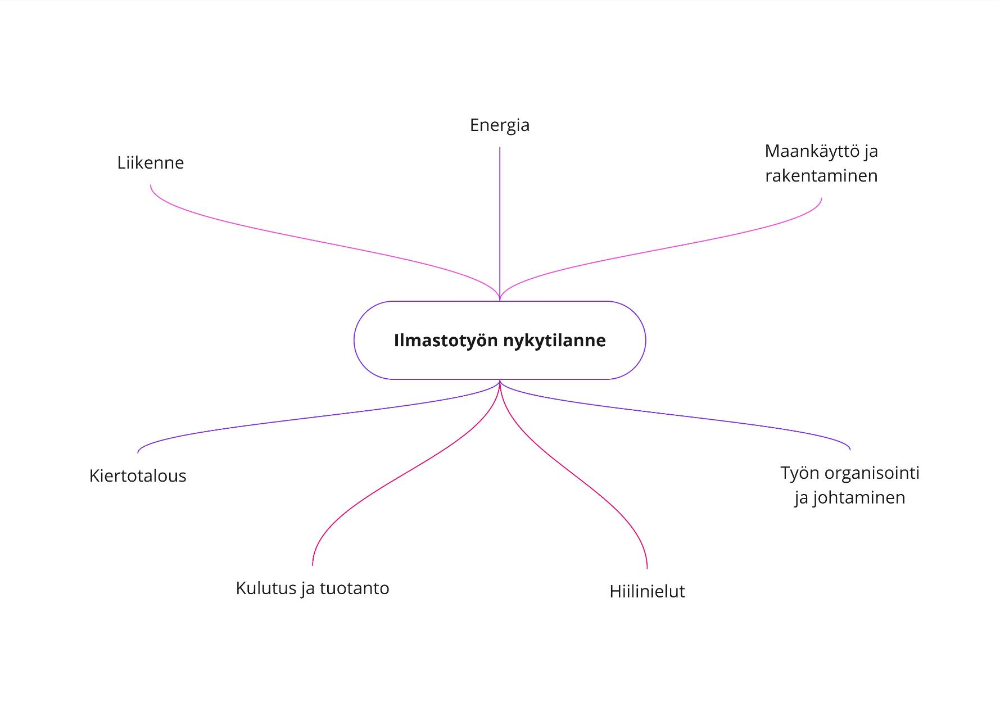 Energia
Liikenne
Maankäyttö ja
rakentaminen
Ilmastotyön nykytilanne
Kiertotalous
Työn organisointi
ja johtaminen
Kulutus ja tuotanto
Hiilinielut